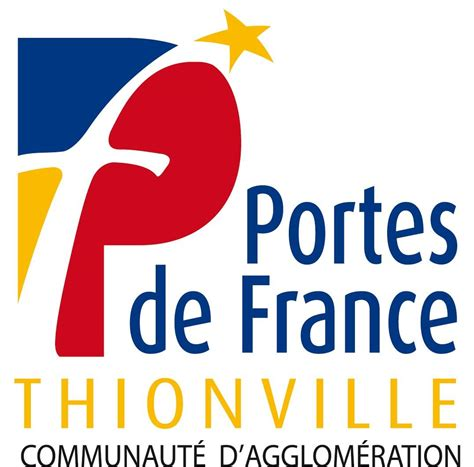 Portes
de France
THIONVILLE
COMMUNAUTÉ D'AGGLOMÉRATION